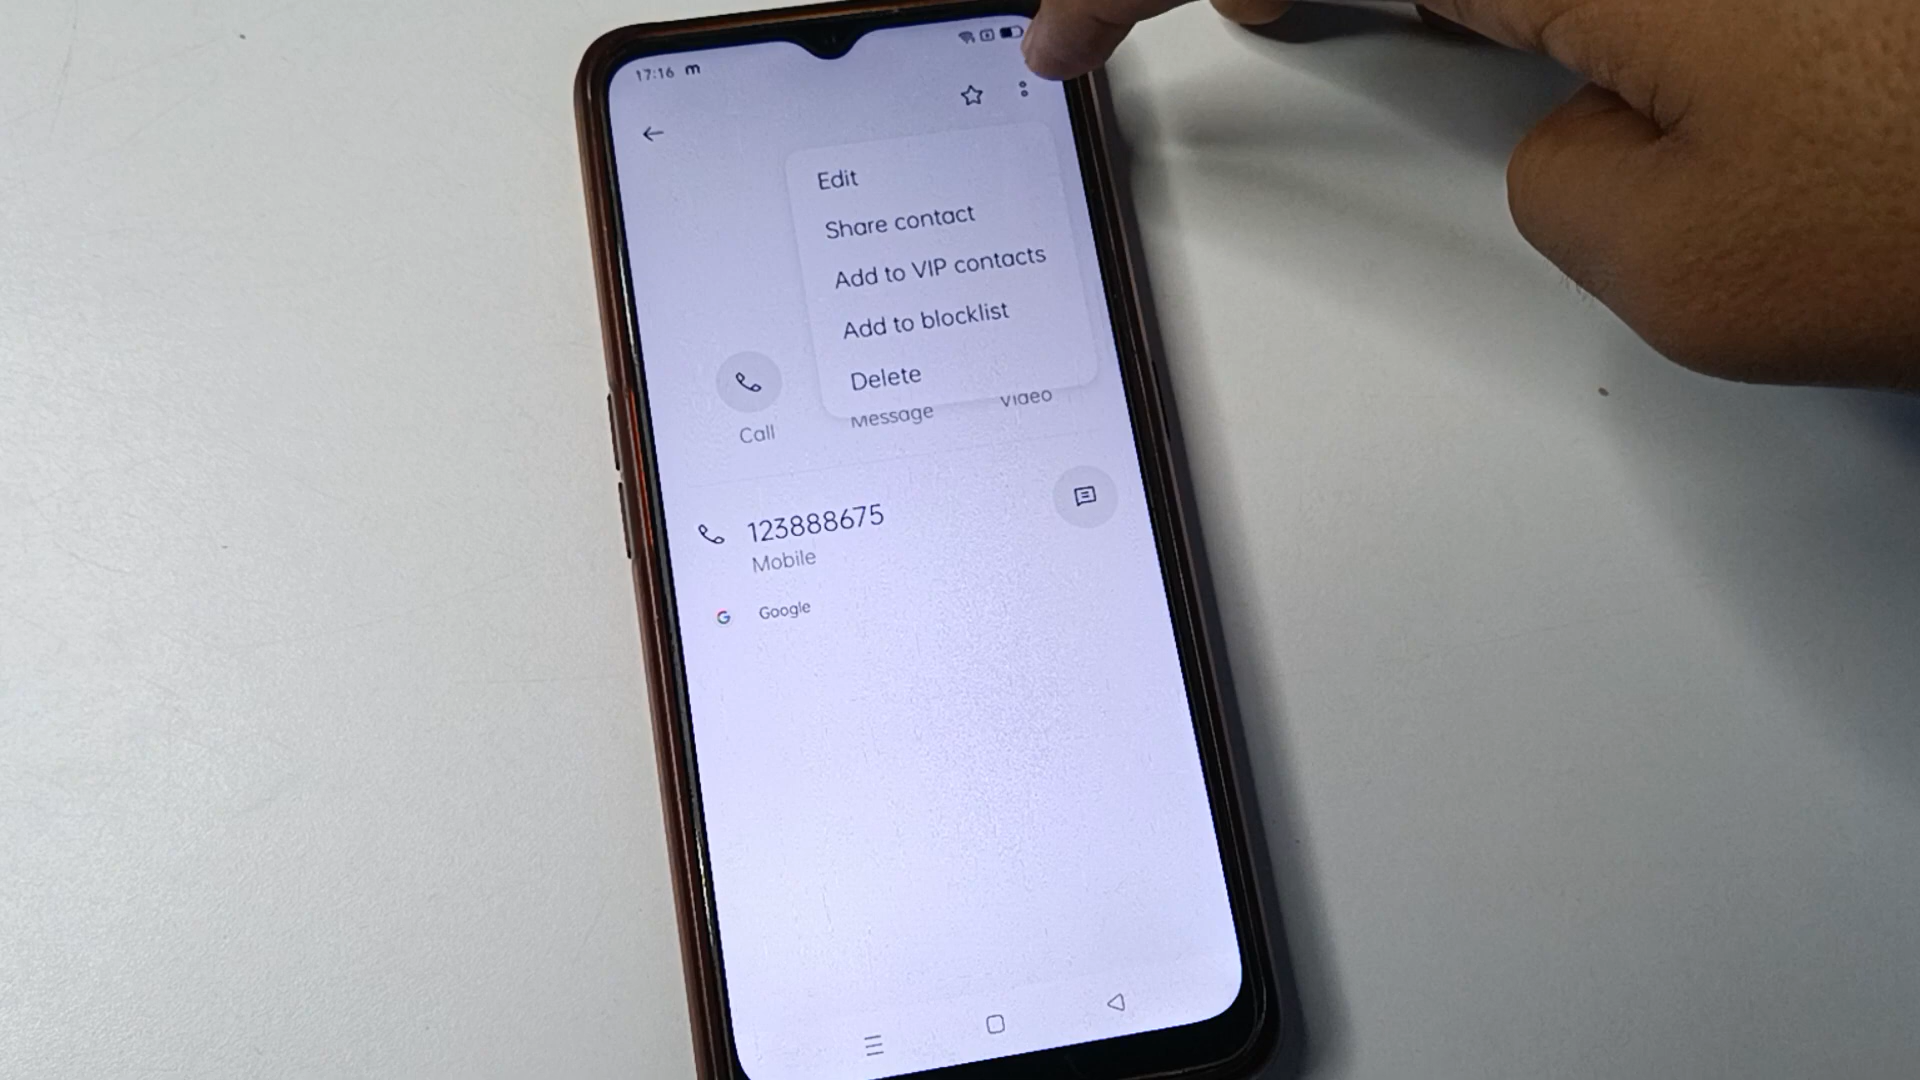 17:16 m
Edit
Share contact
Add to VIP contacts
Add to blocklist
Delete
Call
Message
Video
123888675
Mobile
G Google